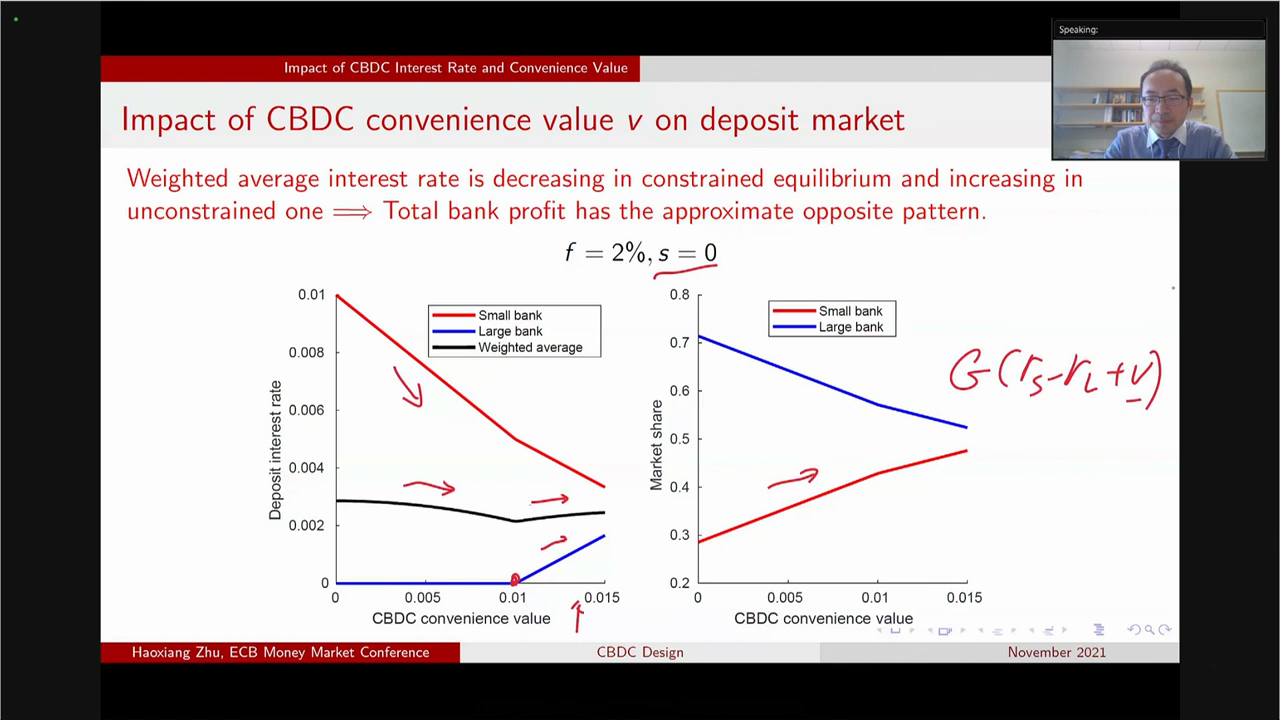 Speaking:
Impact of CBDC Interest Rate and Convenience Value
Impact of CBDC convenience value v on deposit market
Weighted average interest rate is decreasing in constrained equilibrium and increasing in
unconstrained one ⟹ Total bank profit has the approximate opposite pattern.
f = 2%, s = 0
0.01
0.008
0.006
0.004
0.002
0
Deposit interest rate
Small bank
Large bank
Weighted average
0
0.005
0.01
0.015
CBDC convenience value
0.8
0.7
0.6
0.5
0.4
0.3
0.2
Market share
Small bank
Large bank
0
0.005
0.01
0.015
CBDC convenience value
G(rs-rL+v)
Haoxiang Zhu, ECB Money Market Conference
CBDC Design
November 2021